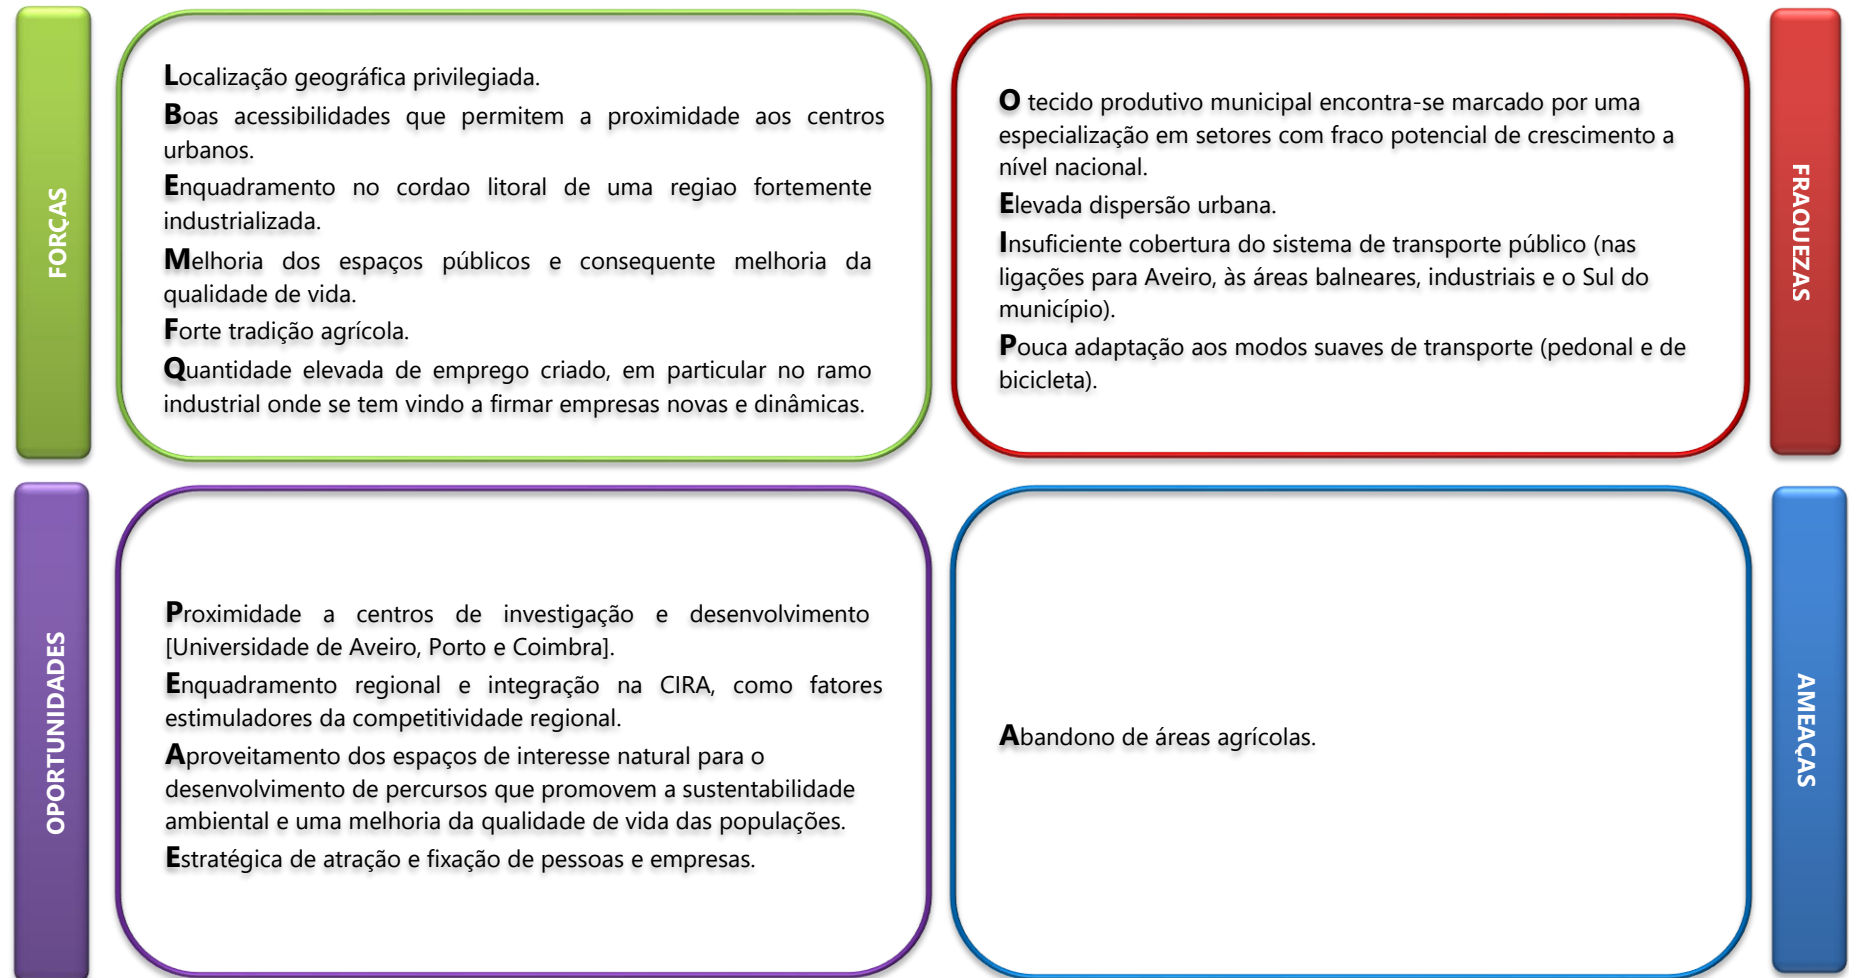 FORÇAS
Localização geográfica privilegiada.
Boas acessibilidades que permitem a proximidade aos centros
urbanos.
Enquadramento no cordao litoral de uma regiao fortemente
industrializada.
Melhoria dos espaços públicos e consequente melhoria da
qualidade de vida.
Forte tradição agrícola.
Quantidade elevada de emprego criado, em particular no ramo
industrial onde se tem vindo a firmar empresas novas e dinâmicas.
O tecido produtivo municipal encontra-se marcado por uma
especialização em setores com fraco potencial de crescimento a
nível nacional.
Elevada dispersão urbana.
Insuficiente cobertura do sistema de transporte público (nas
ligações para Aveiro, às áreas balneares, industriais e o Sul do
município).
Pouca adaptação aos modos suaves de transporte (pedonal e de
bicicleta).
FRAQUEZAS
OPORTUNIDADES
Proximidade a centros de investigação e desenvolvimento
[Universidade de Aveiro, Porto e Coimbra].
Enquadramento regional e integração na CIRA, como fatores
estimuladores da competitividade regional.
Aproveitamento dos espaços de interesse natural para o
desenvolvimento de percursos que promovem a sustentabilidade
ambiental e uma melhoria da qualidade de vida das populações.
Estratégica de atração e fixação de pessoas e empresas.
Abandono de áreas agrícolas.
AMEAÇAS